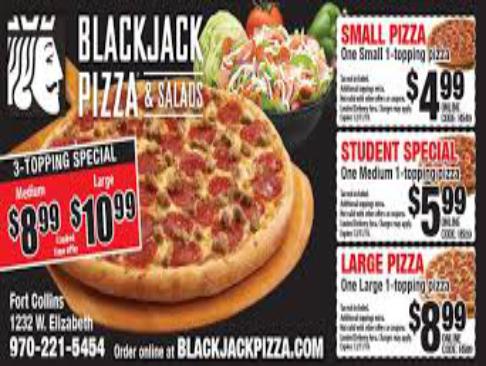 BLACKJACK
PIZZA & SALADS
3-TOPPING SPECIAL
Medium Large
$8.99 $10.99
Limited
time offer
Fort Collins
1232 W. Elizabeth
970-221-5454 Order online at BLACKJACKPIZZA.COM
SMALL PIZZA
One Small 1-topping pizza
$4.99
ONLINE
CODE:
STUDENT SPECIAL
One Medium 1-topping pizza
$5.99
ONLINE
CODE:
LARGE PIZZA
One Large 1-topping pizza
$8.99
ONLINE
CODE: